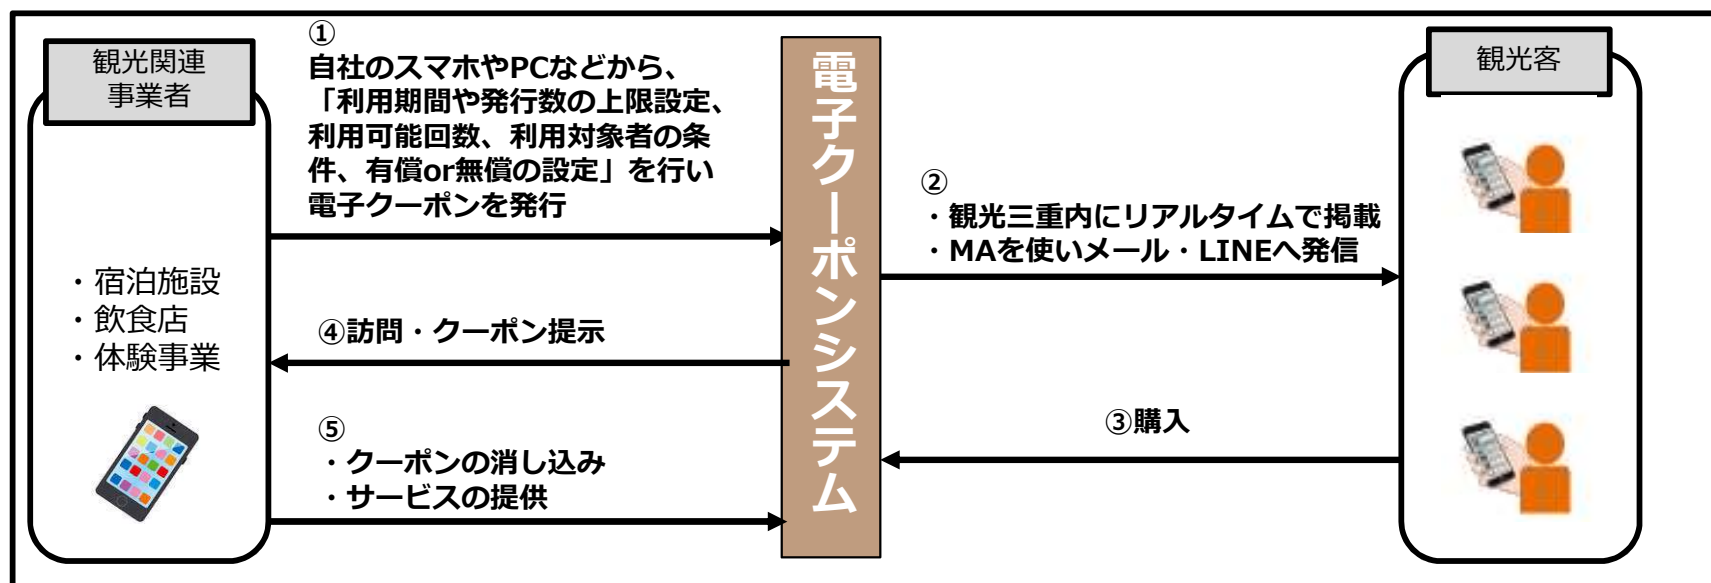 観光関連
事業者
・宿泊施設
・飲食店
・体験事業
①
自社のスマホやPCなどから、
「利用期間や発行数の上限設定、
利用可能回数、利用対象者の条
件、有償or無償の設定」を行い
電子クーポンを発行
④訪問・クーポン提示
⑤
・クーポンの消し込み
・サービスの提供
電子クーポンシステム
②
・観光三重内にリアルタイムで掲載
・MAを使いメール・LINEへ発信
③購入
観光客